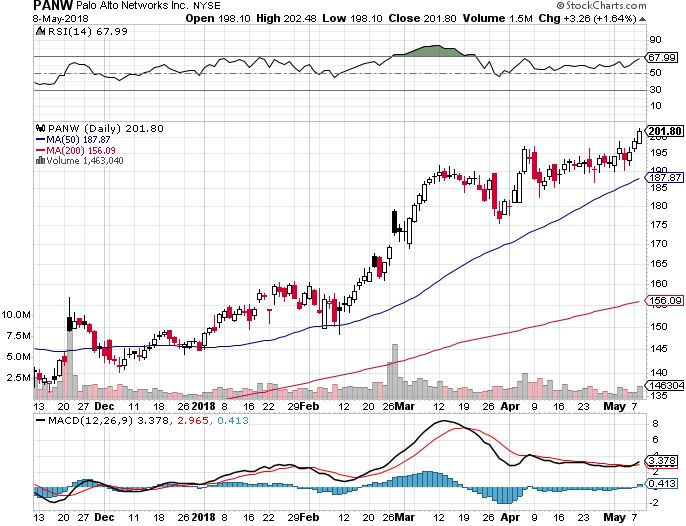 PANW Palo Alto Networks Inc. NYSE © StockCharts.com
8-May-2018 Open 198.10 High 202.48 Low 198.10 Close 201.80 Volume 1.5M Chg +3.26 (+1.64%)
RSI(14) 67.99
90
67.99
50
30
10
PANW (Daily) 201.80
MA(50) 187.87
MA(200) 156.09
Volume 1,463,040
201.80
195
190
187.87
185
180
175
170
165
160
156.09
10.0M 150
7.5M 145
5.0M 140
2.5M 1463040
135
13 20 27 Dec 11 18 26 2018 8 16 22 29 Feb 12 20 26 Mar 12 19 26 Apr 9 16 23 May 7
MACD(12,26,9) 3.378, 2.965, 0.413
8
6
4
3.378
2
0.413
-2
13 20 27 Dec 11 18 26 2018 8 16 22 29 Feb 12 20 26 Mar 12 19 26 Apr 9 16 23 May 7